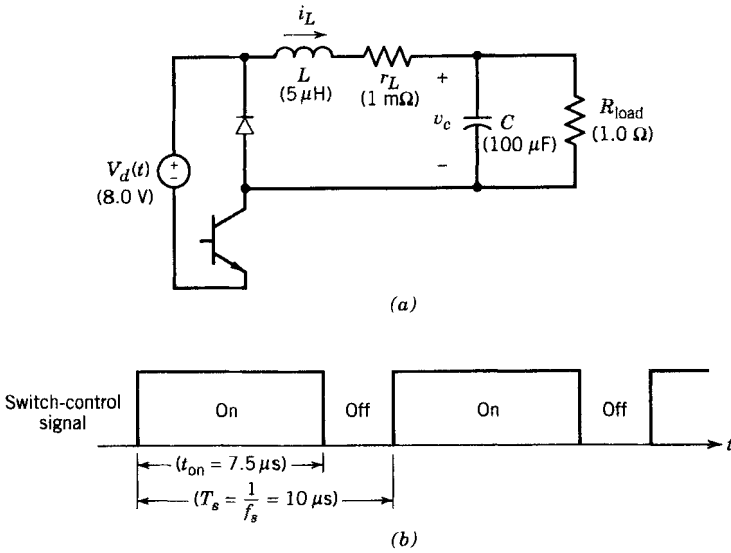 i_L
L
(5 μH)
r_L
(1 mΩ)
+
v_c
−
C
(100 μF)
R_load
(1.0 Ω)
V_d(t)
(8.0 V)
+
−
(a)
Switch-control
signal
On
Off
On
Off
t
(t_on = 7.5 μs)
(T_s = 1/f_s = 10 μs)
(b)